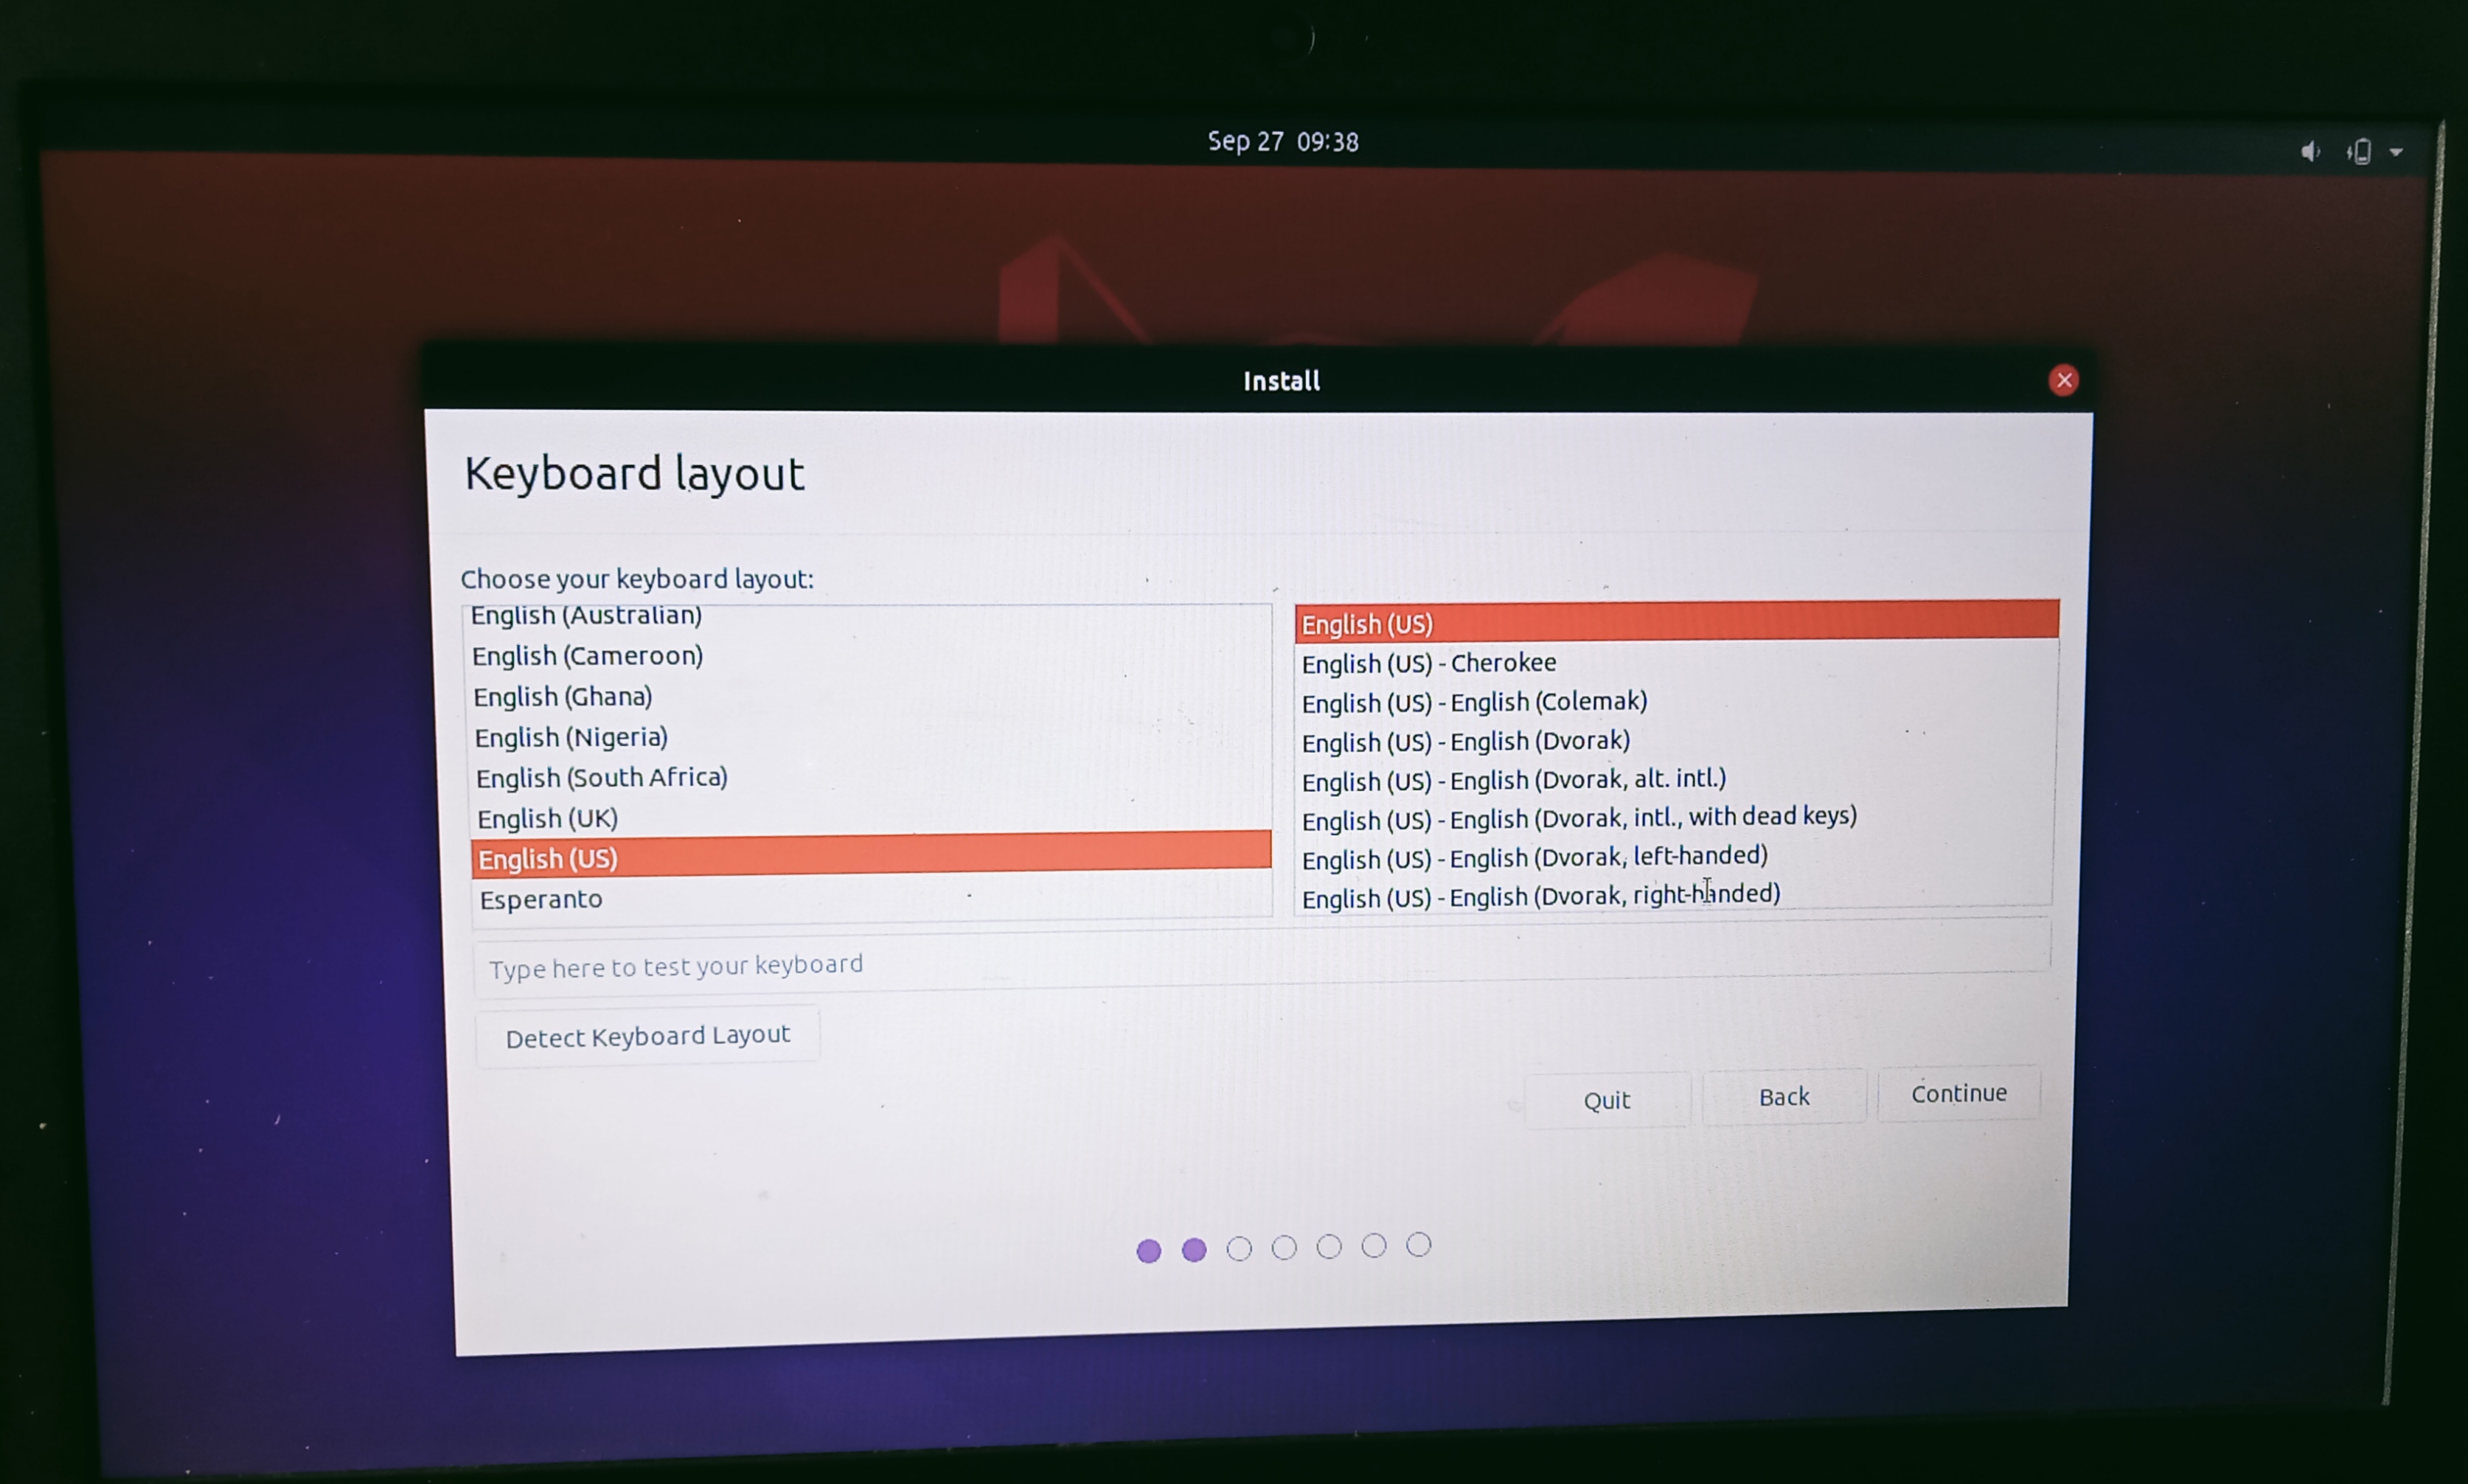 Sep 27 09:38
Install
Keyboard layout
Choose your keyboard layout:
English (Australian)
English (Cameroon)
English (Ghana)
English (Nigeria)
English (South Africa)
English (UK)
English (US)
Esperanto
English (US)
English (US) - Cherokee
English (US) - English (Colemak)
English (US) - English (Dvorak)
English (US) - English (Dvorak, alt. intl.)
English (US) - English (Dvorak, intl., with dead keys)
English (US) - English (Dvorak, left-handed)
English (US) - English (Dvorak, right-handed)
Type here to test your keyboard
Detect Keyboard Layout
Quit
Back
Continue